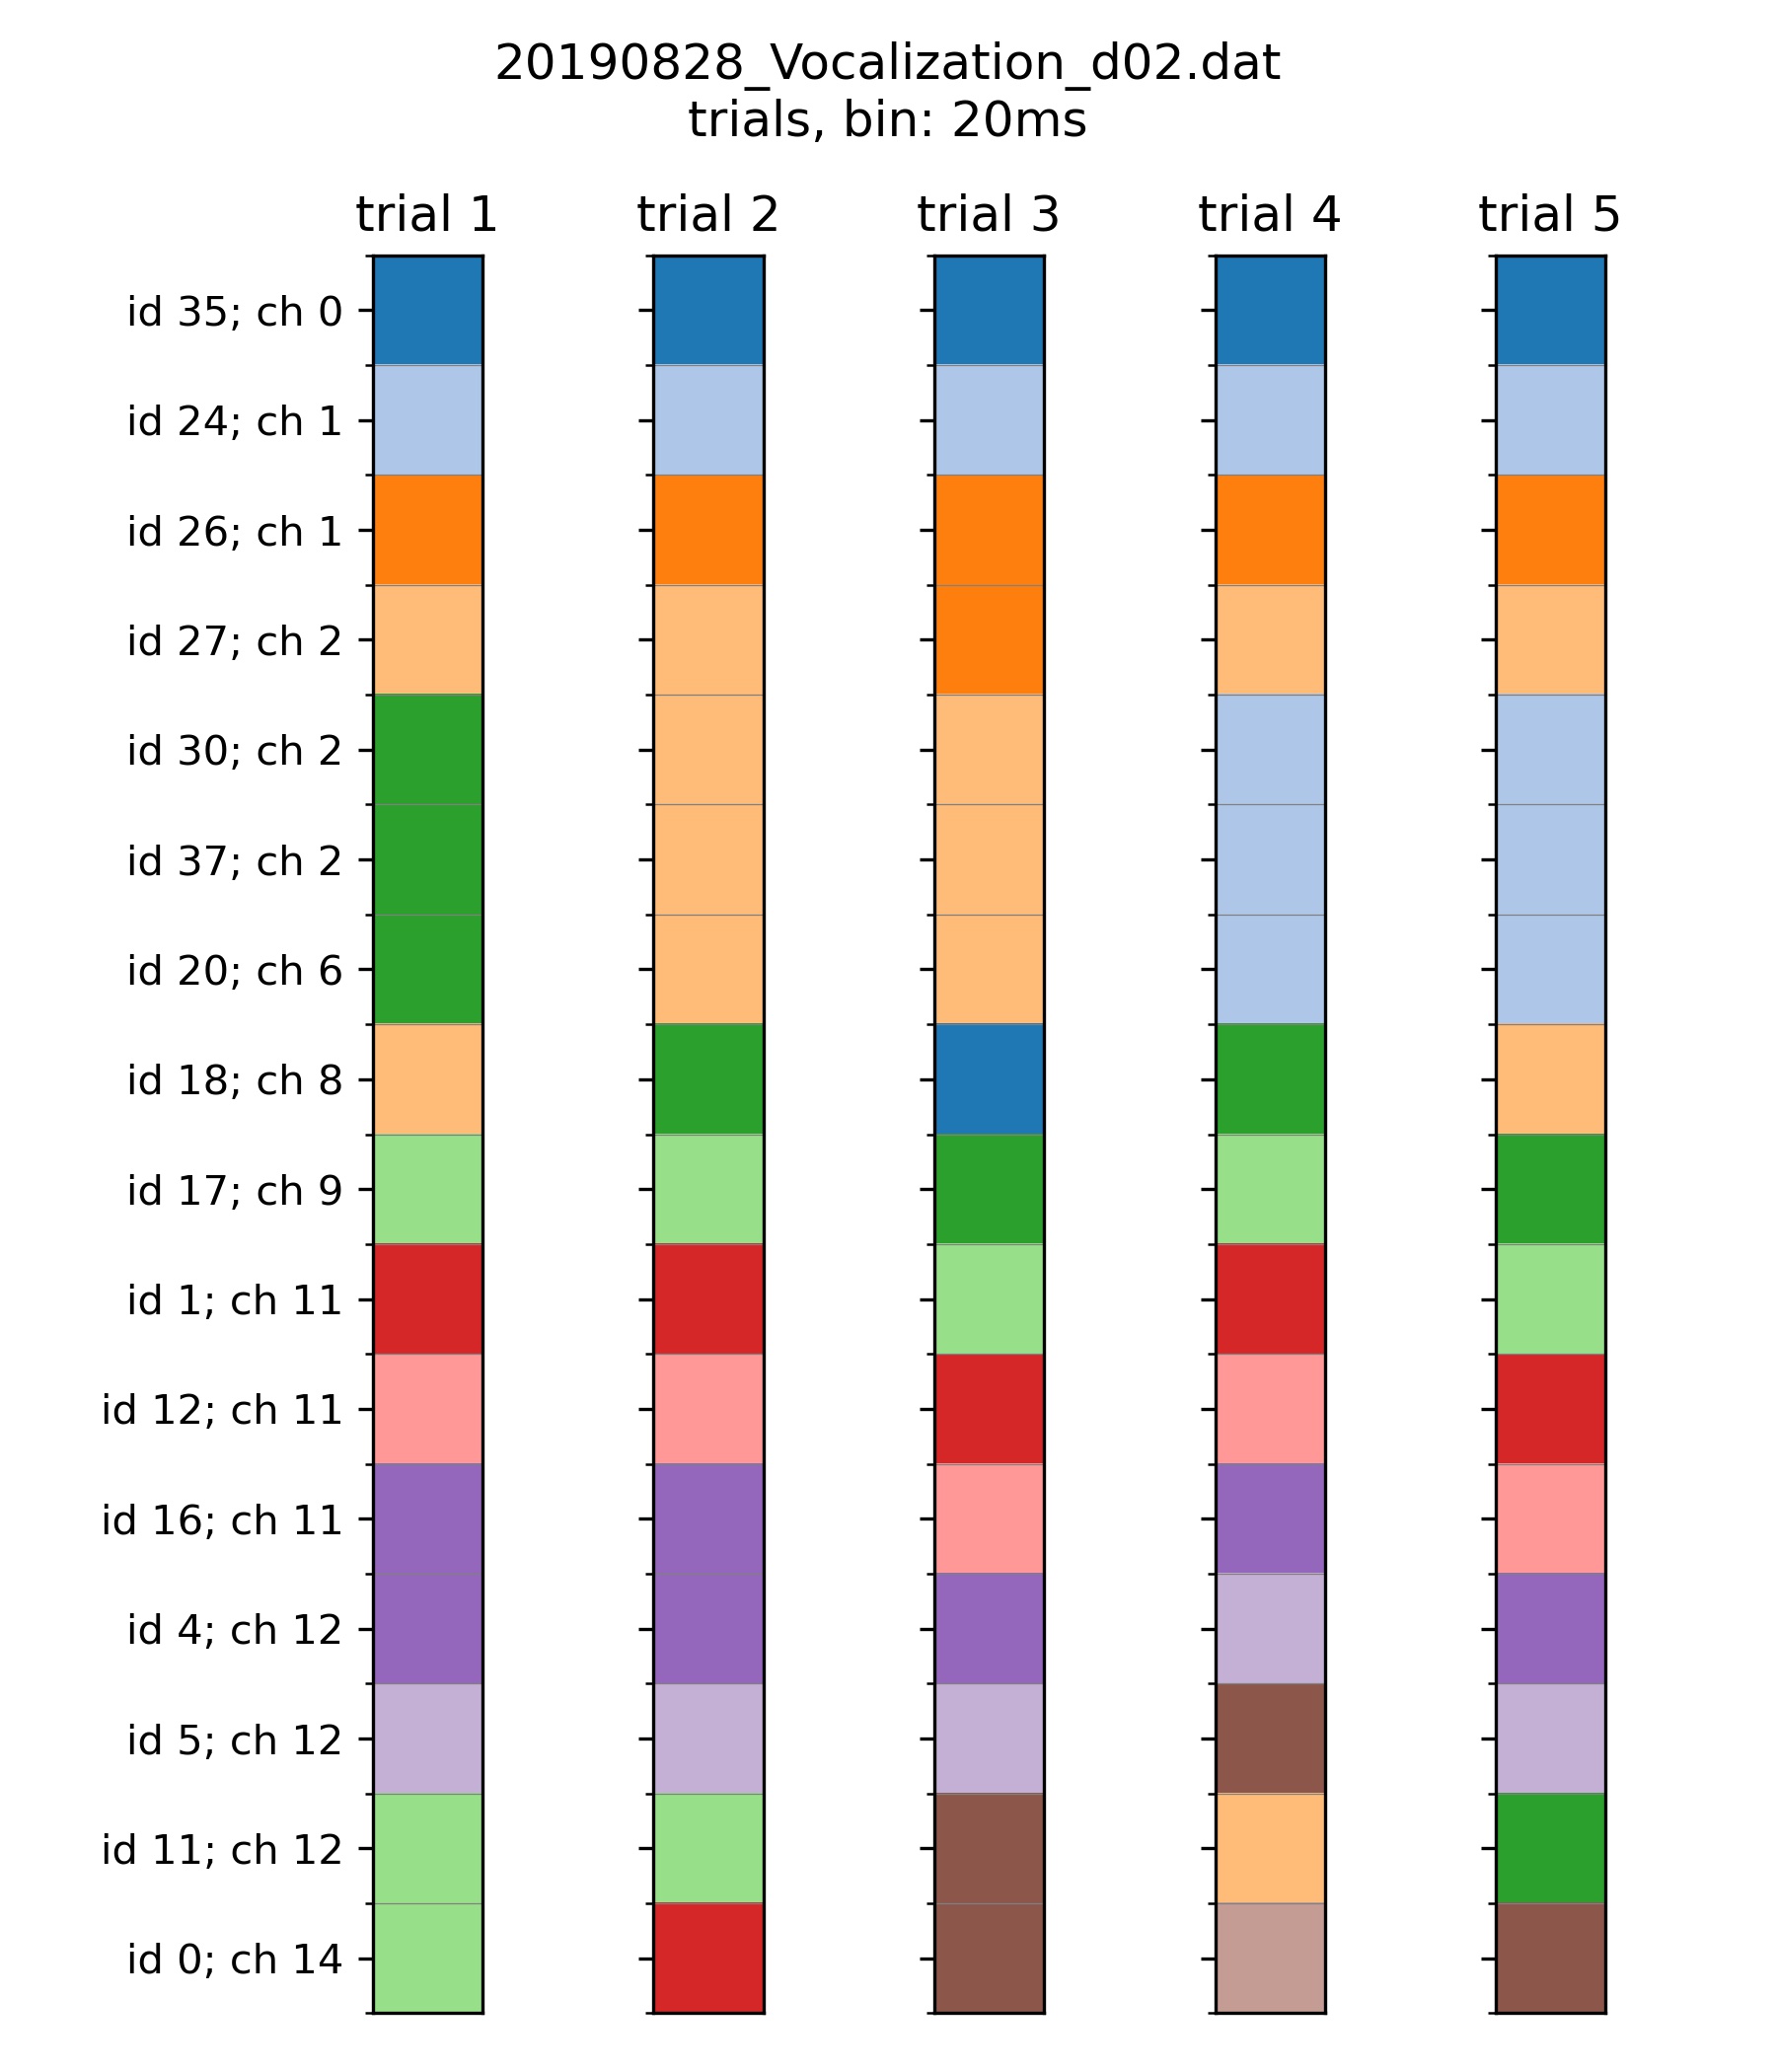 20190828_Vocalization_d02.dat
trials, bin: 20ms
trial 1 trial 2 trial 3 trial 4 trial 5
id 35; ch 0
id 24; ch 1
id 26; ch 1
id 27; ch 2
id 30; ch 2
id 37; ch 2
id 20; ch 6
id 18; ch 8
id 17; ch 9
id 1; ch 11
id 12; ch 11
id 16; ch 11
id 4; ch 12
id 5; ch 12
id 11; ch 12
id 0; ch 14